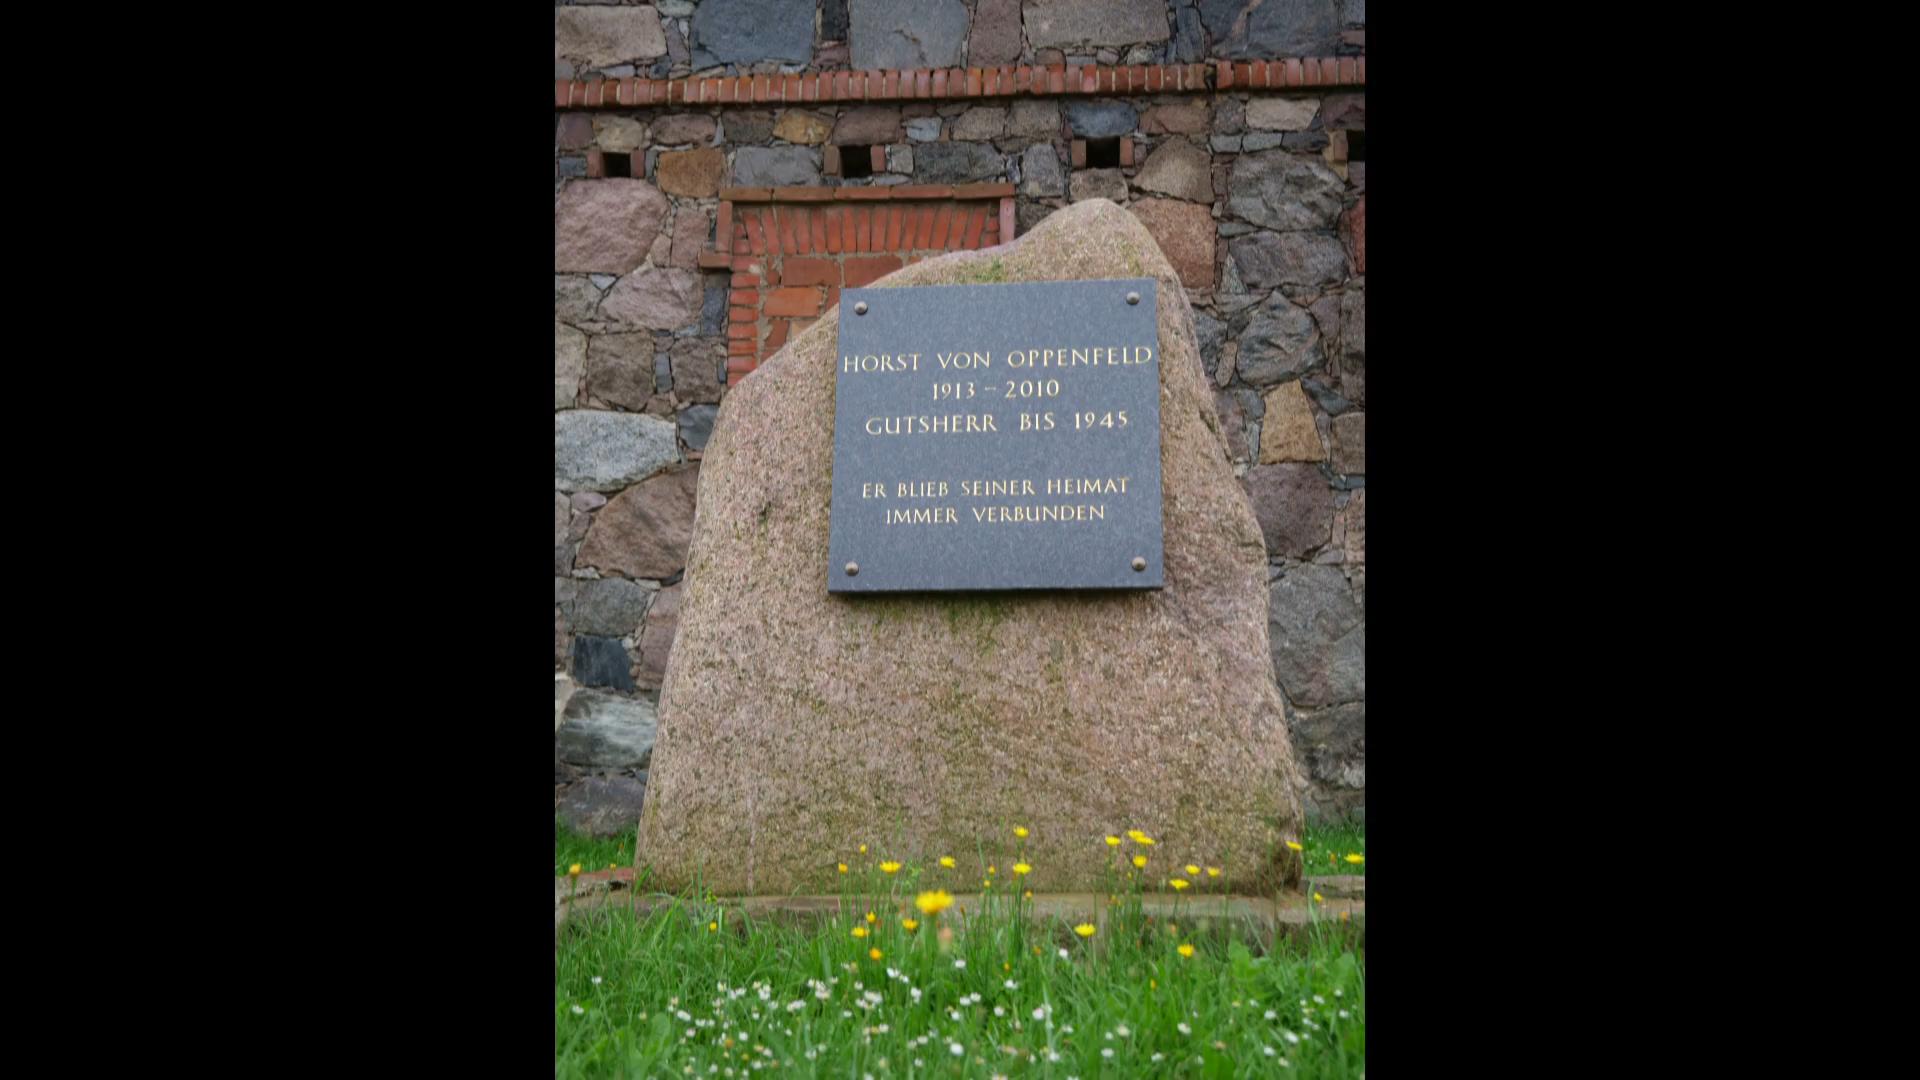 HORST VON OPPENFELD
1913 – 2010
GUTSHERR BIS 1945
ER BLIEB SEINER HEIMAT
IMMER VERBUNDEN